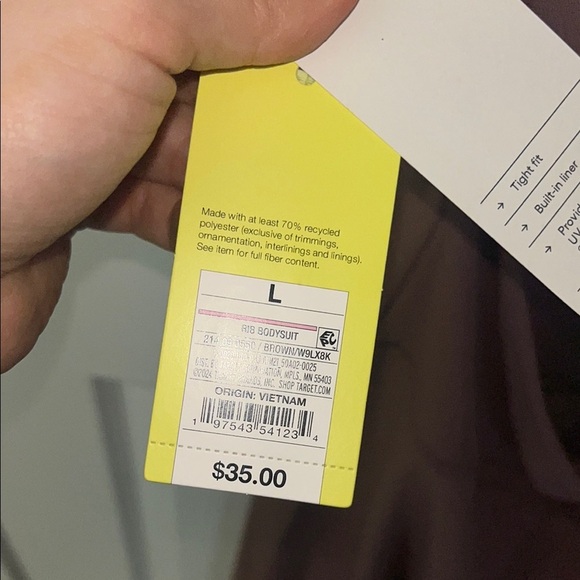 Made with at least 70% recycled
polyester (exclusive of trimmings,
ornamentation, interlinings and linings).
See item for full fiber content.
L
RIB BODYSUIT
/ BROWN/W9LX8K
MPLS, MN 55403
INC. SHOP TARGET.COM
ORIGIN: VIETNAM
1 97543 54123 4
$35.00
→ Tight fit
→ Built-in liner
→
UV